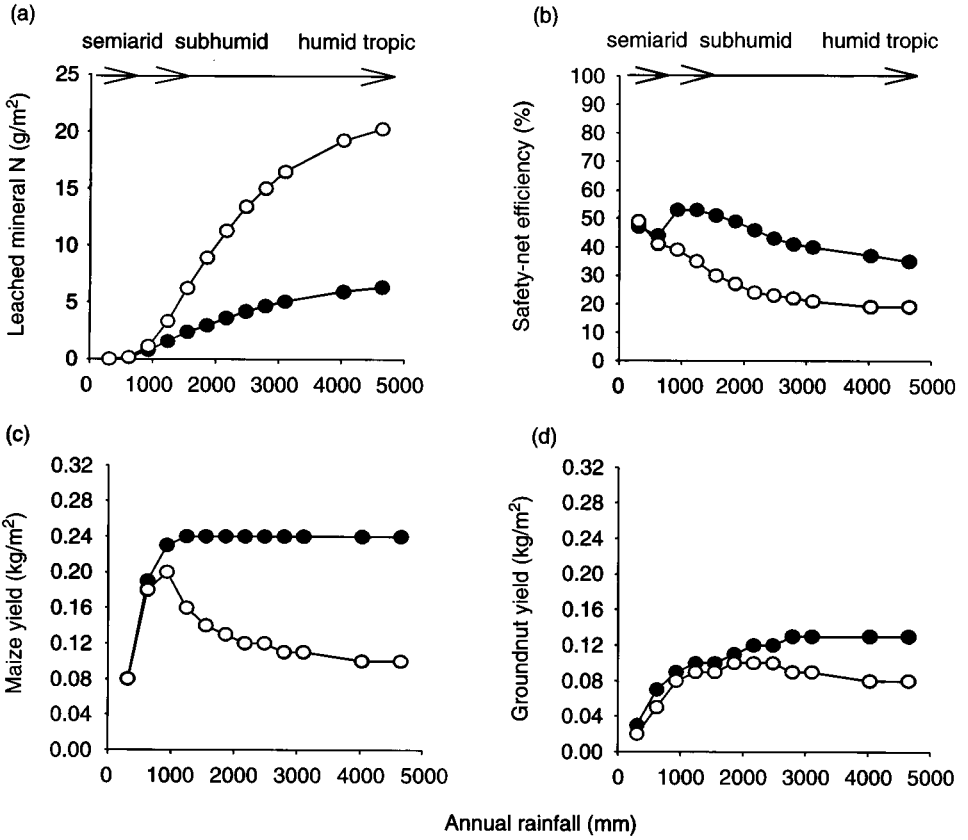 (a)
semiarid subhumid humid tropic
25
20
15
10
5
0
Leached mineral N (g/m²)
0 1000 2000 3000 4000 5000
(b)
semiarid subhumid humid tropic
100
90
80
70
60
50
40
30
20
10
0
Safety-net efficiency (%)
0 1000 2000 3000 4000 5000
(c)
0.32
0.28
0.24
0.20
0.16
0.12
0.08
0.04
0.00
Maize yield (kg/m²)
0 1000 2000 3000 4000 5000
(d)
0.32
0.28
0.24
0.20
0.16
0.12
0.08
0.04
0.00
Groundnut yield (kg/m²)
0 1000 2000 3000 4000 5000
Annual rainfall (mm)